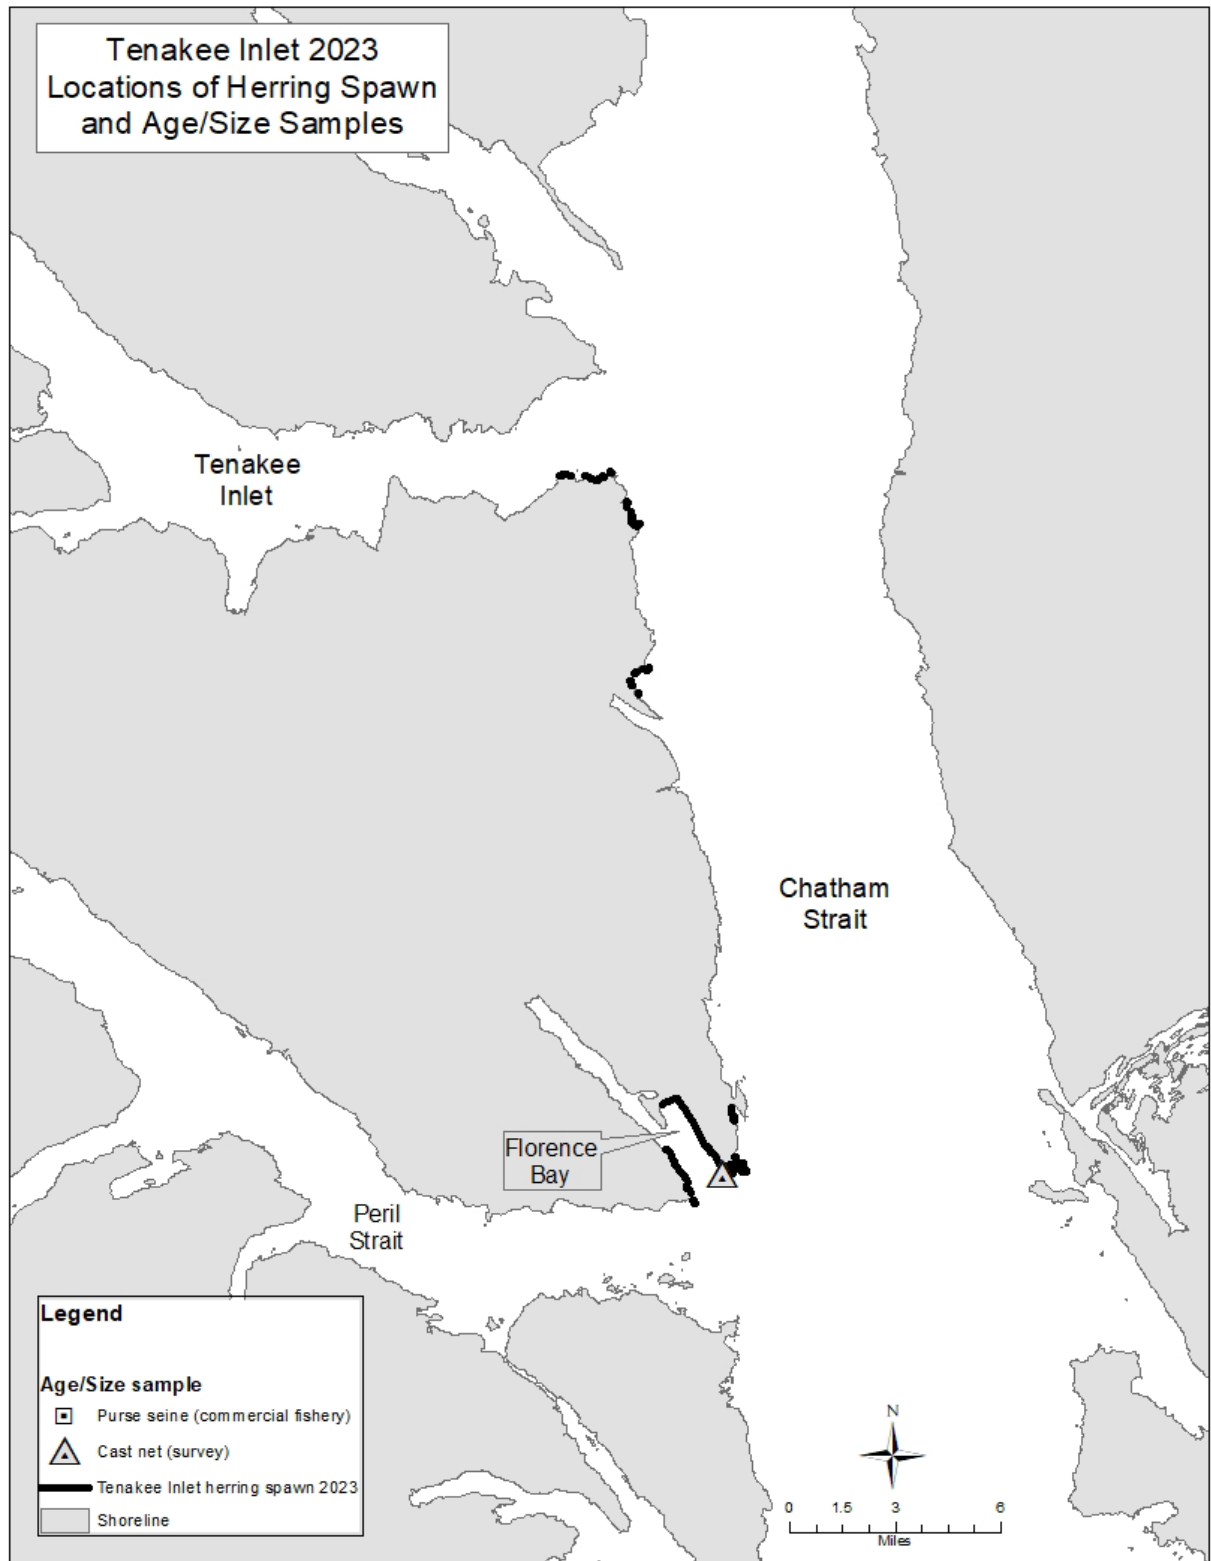 Tenakee Inlet 2023
Locations of Herring Spawn
and Age/Size Samples
Tenakee
Inlet
Chatham
Strait
Florence
Bay
Peril
Strait
Legend
Age/Size sample
Purse seine (commercial fishery)
Cast net (survey)
Tenakee Inlet herring spawn 2023
Shoreline
N
0 1.5 3 6
Miles